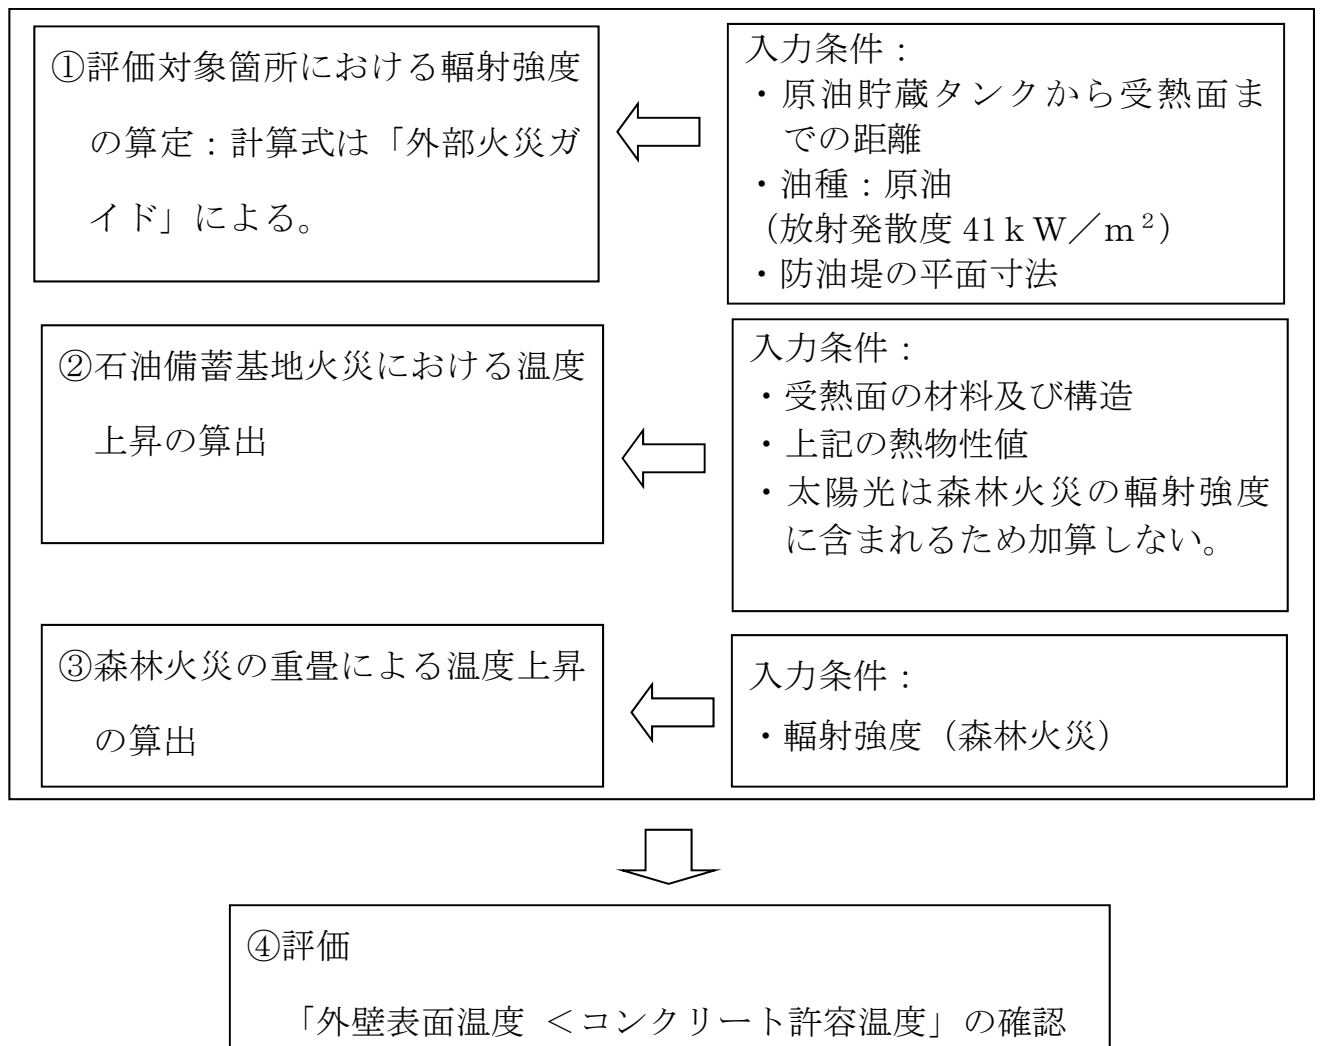 ①評価対象箇所における輻射強度
の算定：計算式は「外部火災ガ
イド」による。
入力条件：
・原油貯蔵タンクから受熱面ま
での距離
・油種：原油
（放射発散度 41ｋＷ／ｍ²）
・防油堤の平面寸法
②石油備蓄基地火災における温度
上昇の算出
入力条件：
・受熱面の材料及び構造
・上記の熱物性値
・太陽光は森林火災の輻射強度
に含まれるため加算しない。
③森林火災の重畳による温度上昇
の算出
入力条件：
・輻射強度（森林火災）
④評価
「外壁表面温度 ＜コンクリート許容温度」の確認